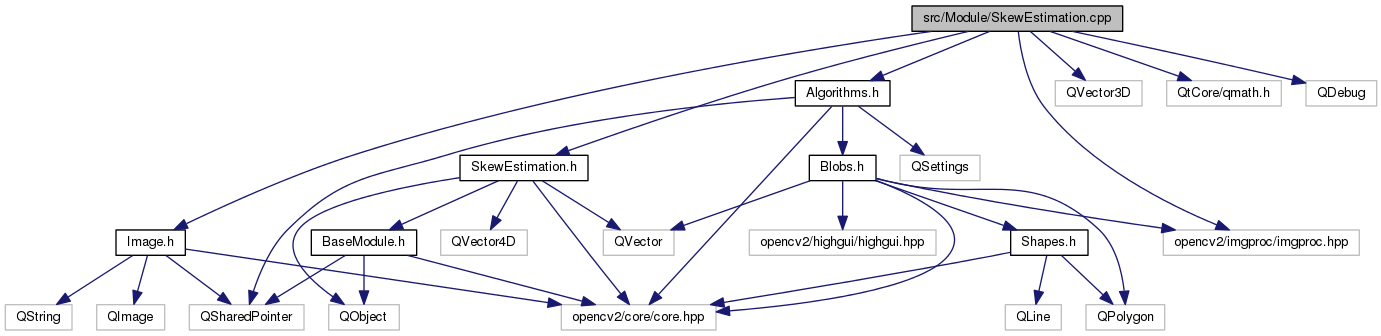 src/Module/SkewEstimation.cpp
Algorithms.h
QVector3D
QtCore/qmath.h
QDebug
SkewEstimation.h
Blobs.h
QSettings
Image.h
BaseModule.h
QVector4D
QVector
opencv2/highgui/highgui.hpp
Shapes.h
opencv2/imgproc/imgproc.hpp
QString
QImage
QSharedPointer
QObject
opencv2/core/core.hpp
QLine
QPolygon